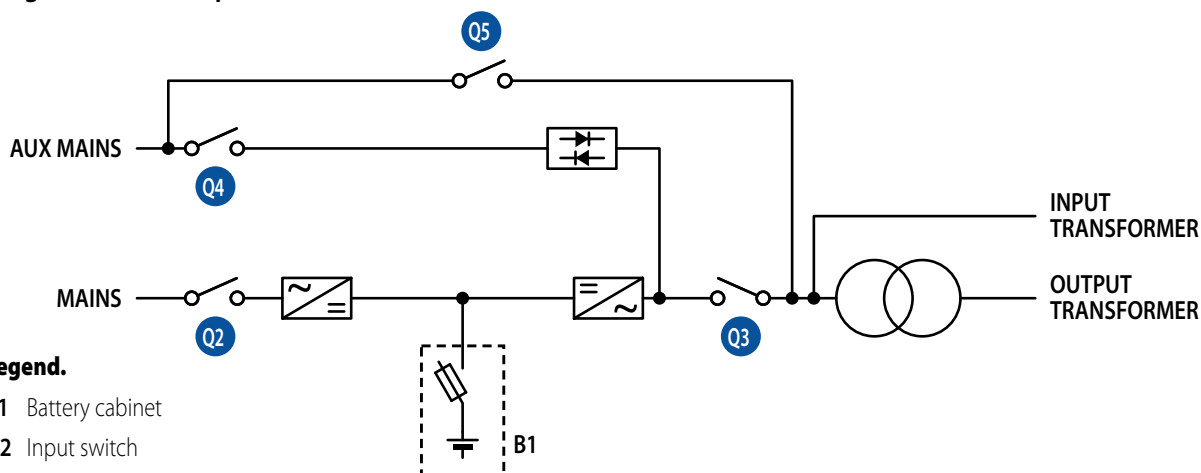 Q5
AUX MAINS
Q4
INPUT
TRANSFORMER
MAINS
OUTPUT
TRANSFORMER
Q2
Q3
egend.
1 Battery cabinet
2 Input switch
B1